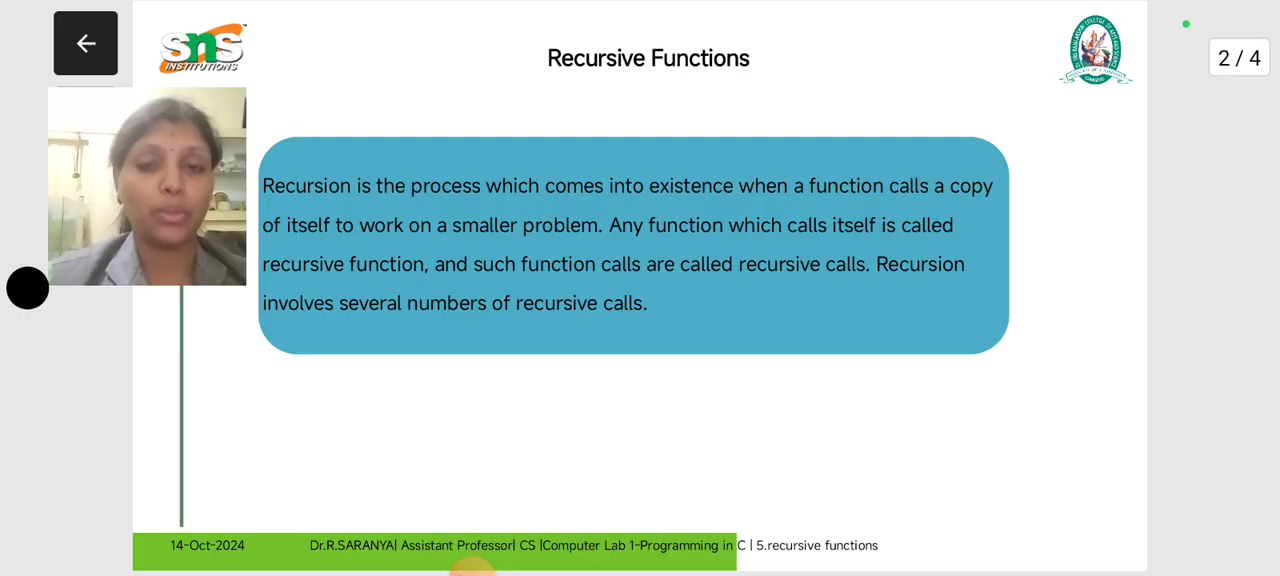 SNS
INSTITUTIONS
Recursive Functions
2 / 4
Recursion is the process which comes into existence when a function calls a copy
of itself to work on a smaller problem. Any function which calls itself is called
recursive function, and such function calls are called recursive calls. Recursion
involves several numbers of recursive calls.
14-Oct-2024 Dr.R.SARANYA| Assistant Professor| CS |Computer Lab 1-Programming in C | 5.recursive functions